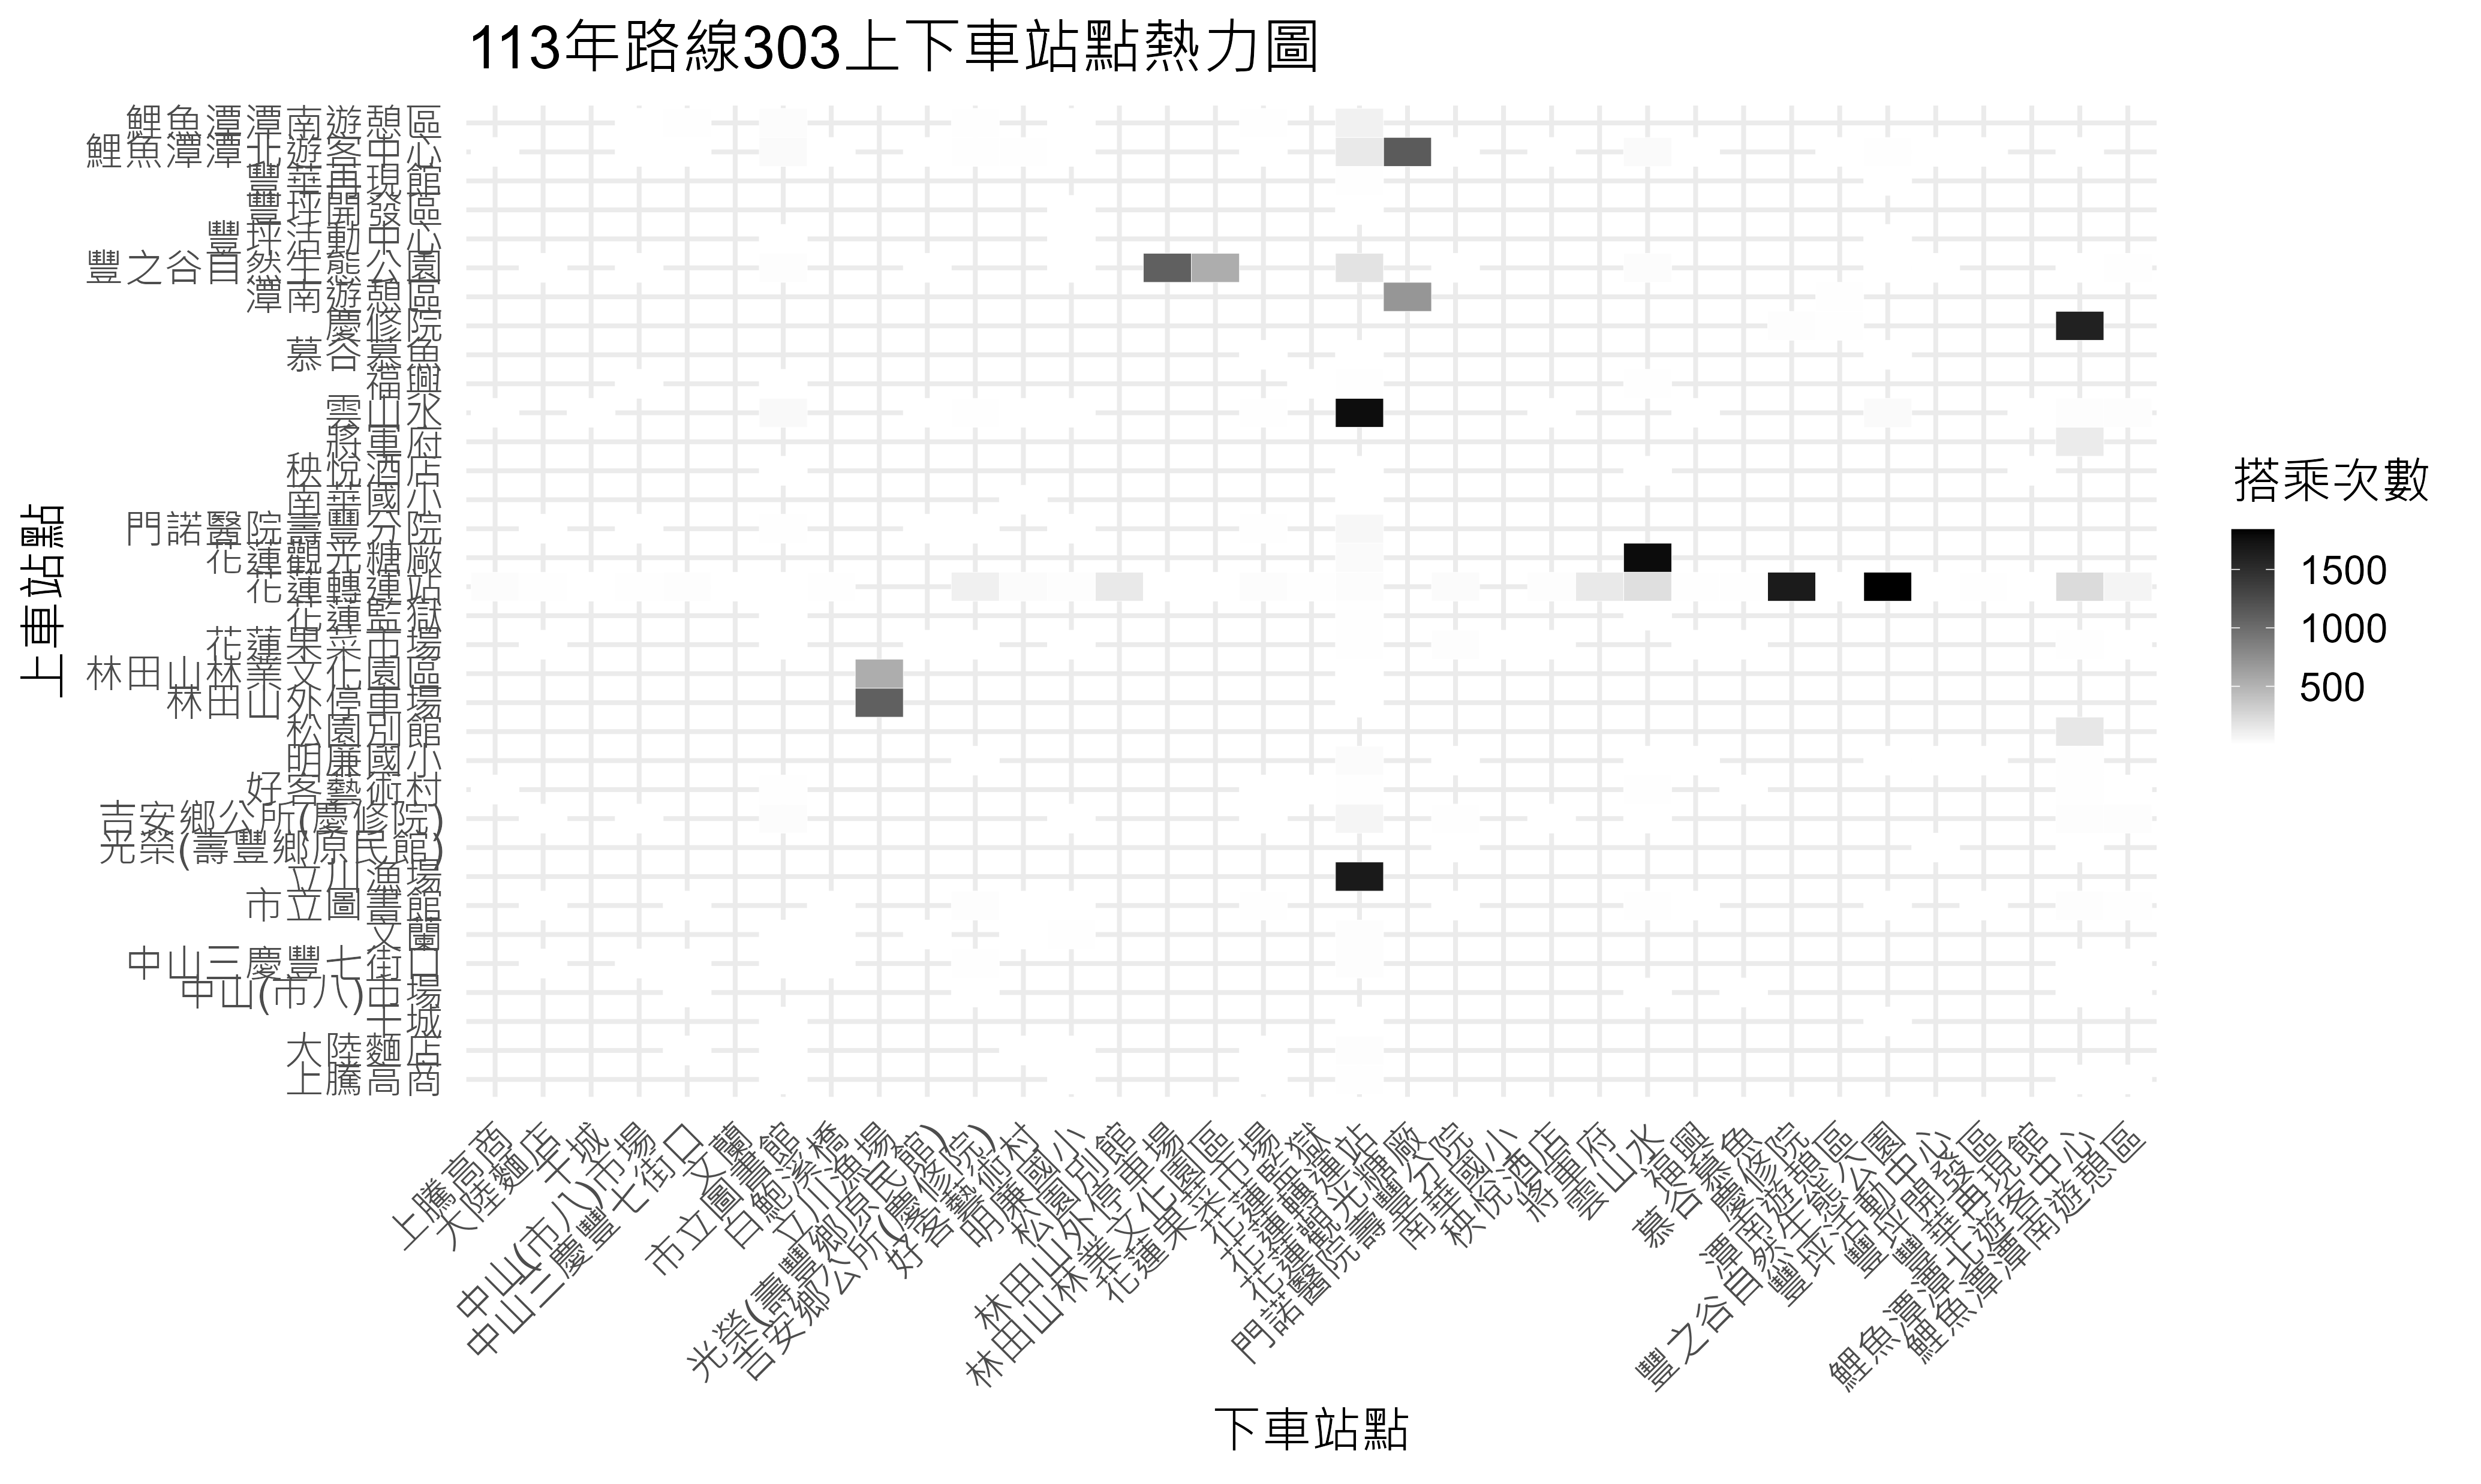 113年路線303上下車站點熱力圖
上車站點
鯉魚潭潭南遊憩區
鯉魚潭潭北遊客中心
豐華再現館
豐坪開發區
豐坪活動中心
豐之谷自然生態公園
潭南遊憩區
慶修院
慕谷慕魚
福興
雲山水
將軍府
秧悅酒店
南華國小
門諾醫院壽豐分院
花蓮觀光糖廠
花蓮轉運站
花蓮監獄
花蓮果菜市場
林田山林業文化園區
林田山外停車場
松園別館
明廉國小
好客藝術村
吉安鄉公所(慶修院)
光榮(壽豐鄉原民館)
立川漁場
市立圖書館
文蘭
中山三慶豐七街口
中山(市八)市場
干城
大陸麵店
上騰高商
上騰高商
大陸麵店
干城
中山(市八)市場
中山三慶豐七街口
文蘭
市立圖書館
白鮑溪橋
立川漁場
光榮(壽豐鄉原民館)
吉安鄉公所(慶修院)
好客藝術村
明廉國小
松園別館
林田山外停車場
林田山林業文化園區
花蓮果菜市場
花蓮監獄
花蓮轉運站
花蓮觀光糖廠
門諾醫院壽豐分院
南華國小
秧悅酒店
將軍府
雲山水
福興
慕谷慕魚
慶修院
潭南遊憩區
豐之谷自然生態公園
豐坪活動中心
豐坪開發區
豐華再現館
鯉魚潭潭北遊客中心
鯉魚潭潭南遊憩區
下車站點
搭乘次數
1500
1000
500